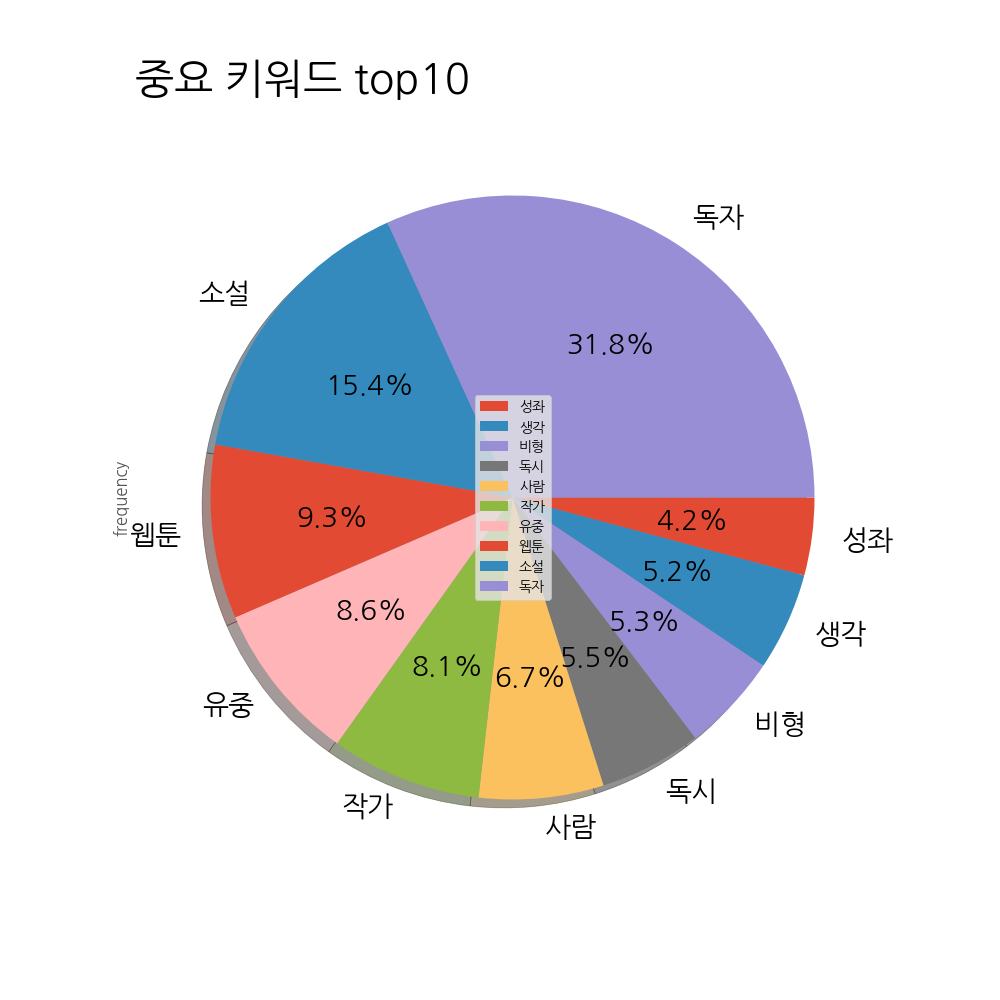 중요 키워드 top10
독자
소설
31.8%
15.4%
성좌
생각
비형
독시
사람
작가
유중
웹툰
소설
독자
frequency
웹툰
9.3%
4.2%
성좌
5.2%
생각
8.6%
5.3%
유중
8.1%
6.7%
5.5%
비형
작가
사람
독시